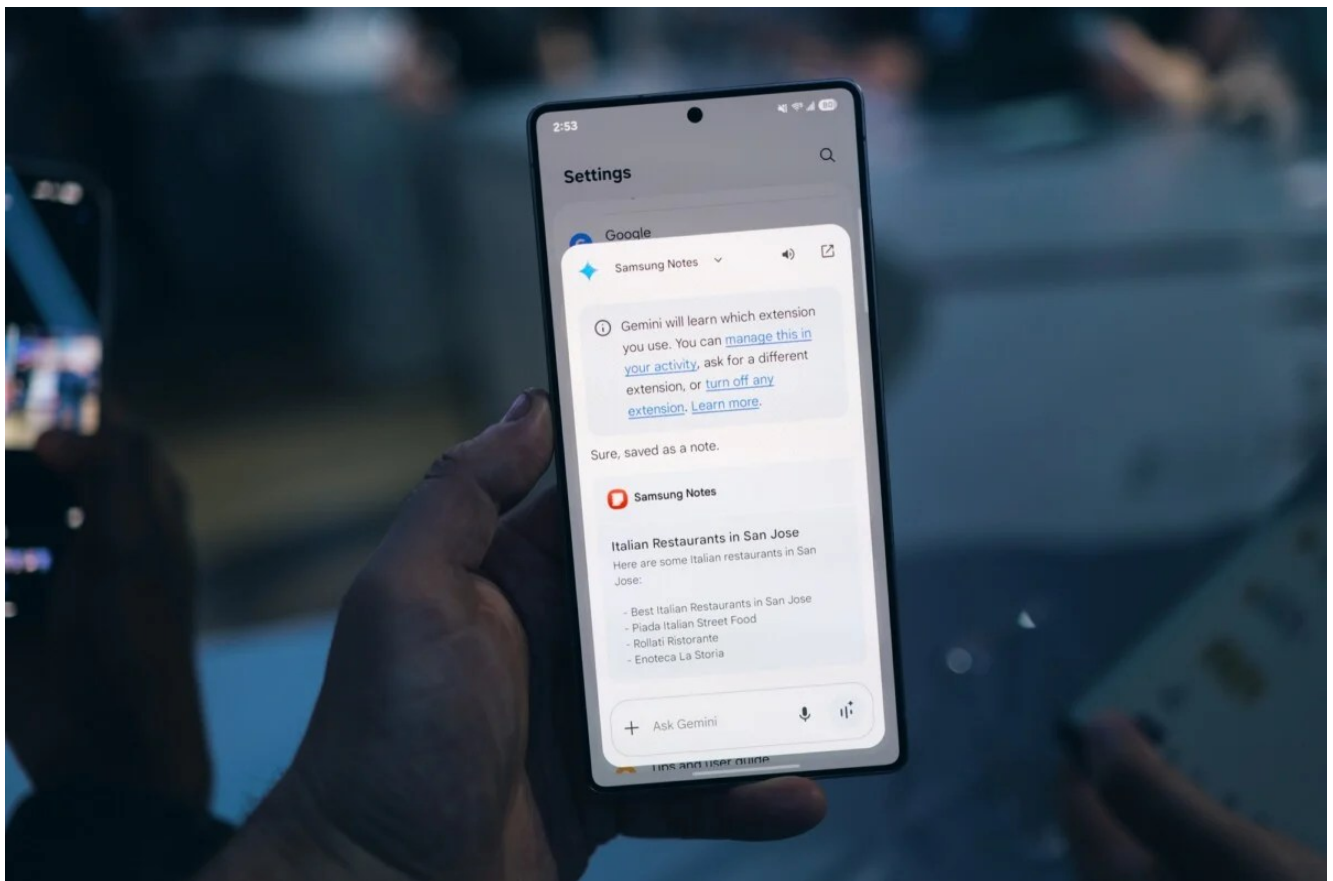 2:53
Settings
Google
Samsung Notes
Gemini will learn which extension
you use. You can manage this in
your activity, ask for a different
extension, or turn off any
extension. Learn more.
Sure, saved as a note.
Samsung Notes
Italian Restaurants in San Jose
Here are some Italian restaurants in San
Jose:
- Best Italian Restaurants in San Jose
- Piada Italian Street Food
- Rollati Ristorante
- Enoteca La Storia
Ask Gemini
Tips and user guide